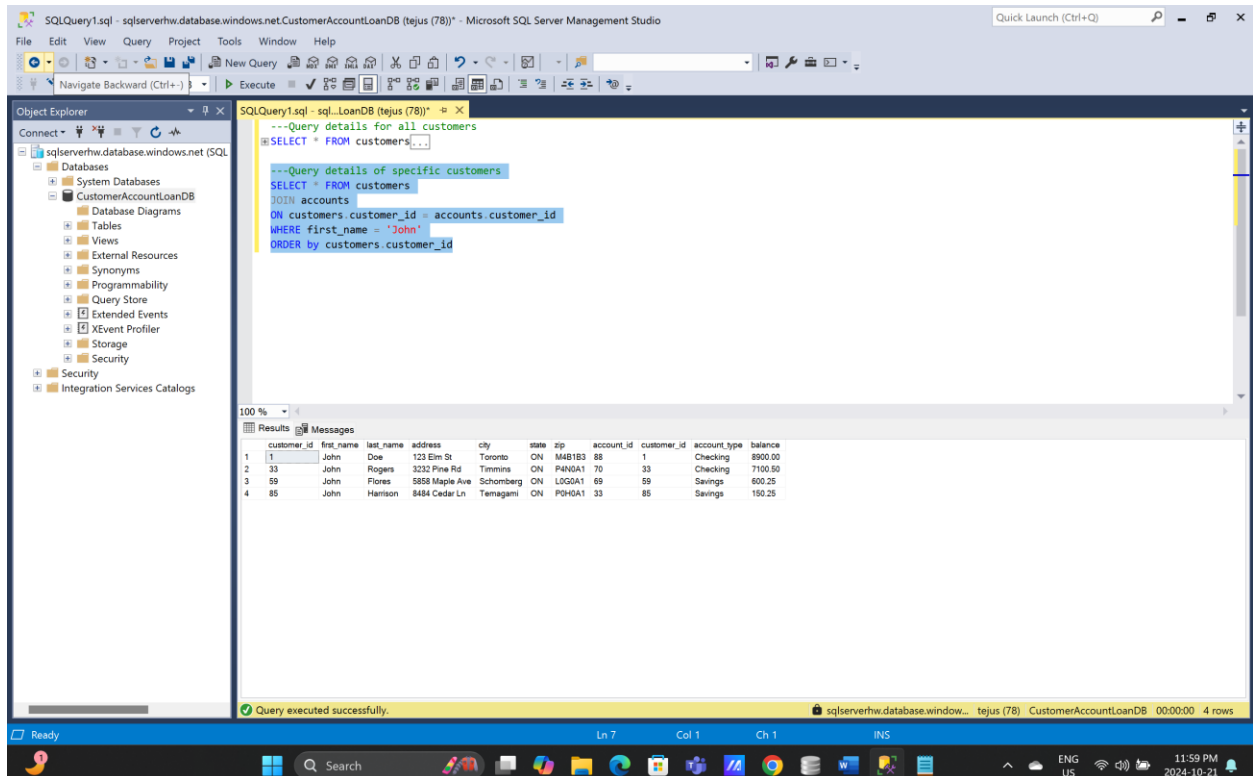 SQLQuery1.sql - sqlserverhw.database.windows.net.CustomerAccountLoanDB (tejus (78))* - Microsoft SQL Server Management Studio
Quick Launch (Ctrl+Q)
File Edit View Query Project Tools Window Help
New Query
Navigate Backward (Ctrl+-)
Execute
Object Explorer
SQLQuery1.sql - sql...LoanDB (tejus (78))*
Connect
sqlserverhw.database.windows.net (SQL
Databases
System Databases
CustomerAccountLoanDB
Database Diagrams
Tables
Views
External Resources
Synonyms
Programmability
Query Store
Extended Events
XEvent Profiler
Storage
Security
Security
Integration Services Catalogs
---Query details for all customers
SELECT * FROM customers...
---Query details of specific customers
SELECT * FROM customers
JOIN accounts
ON customers.customer_id = accounts.customer_id
WHERE first_name = 'John'
ORDER by customers.customer_id
100 %
Results Messages
customer_id first_name last_name address city state zip account_id customer_id account_type balance
1 1 John Doe 123 Elm St Toronto ON M4B1B3 88 1 Checking 8900.00
2 33 John Rogers 3232 Pine Rd Timmins ON P4N0A1 70 33 Checking 7100.50
3 59 John Flores 5858 Maple Ave Schomberg ON L0G0A1 69 59 Savings 600.25
4 85 John Harrison 8484 Cedar Ln Temagami ON P0H0A1 33 85 Savings 150.25
Query executed successfully.
sqlserverhw.database.window... tejus (78) CustomerAccountLoanDB 00:00:00 4 rows
Ready Ln 7 Col 1 Ch 1 INS
1 Search
ENG
US
11:59 PM
2024-10-21